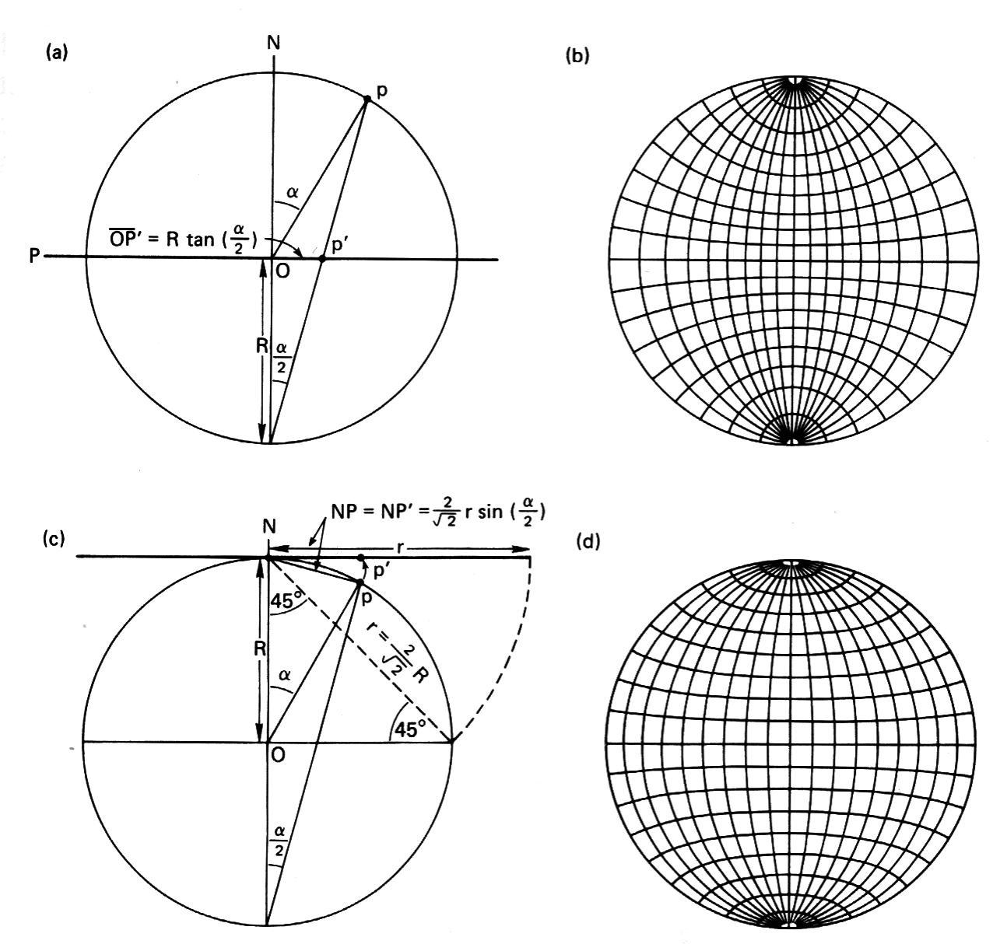 (a)
N
p
α
OP' = R tan (α/2)
P
p'
O
R
α/2
(b)
(c)
N
NP = NP' = 2/√2 r sin (α/2)
r
p'
p
45°
R
r = 2/√2 R
α
45°
O
α/2
(d)